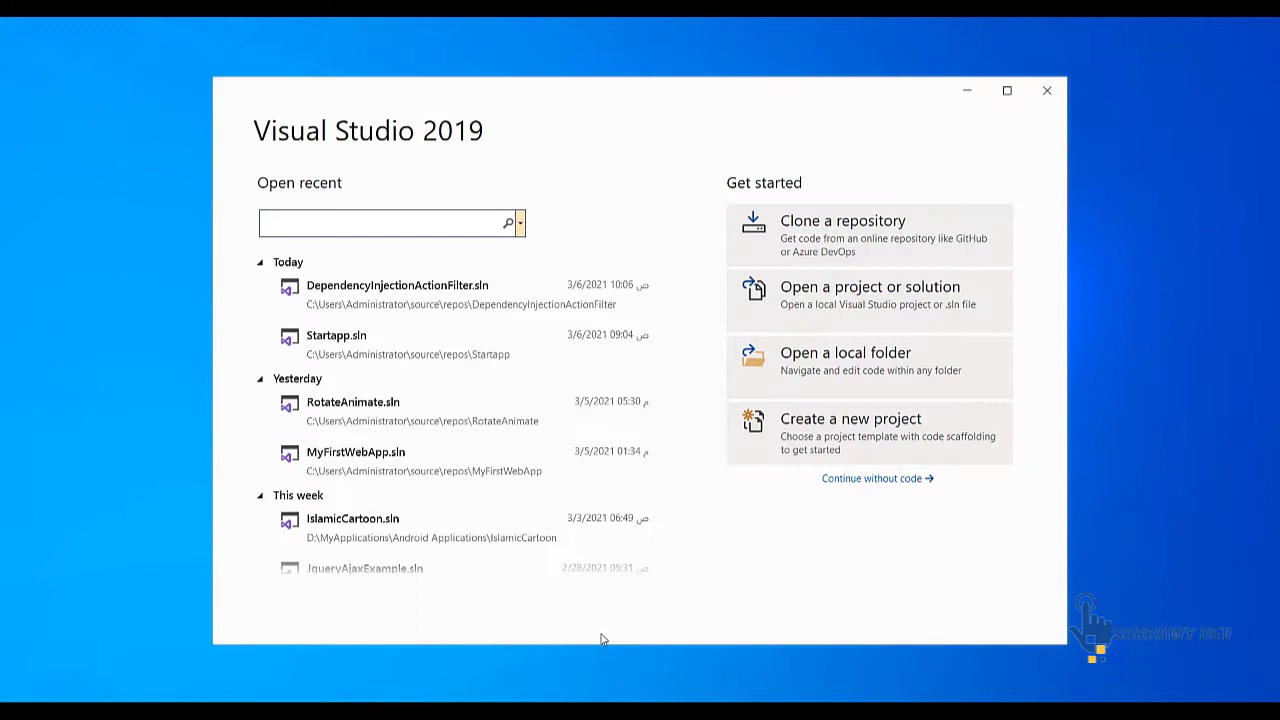 Visual Studio 2019
Open recent
Today
DependencyInjectionActionFilter.sln
3/6/2021 10:06 ص
C:\Users\Administrator\source\repos\DependencyInjectionActionFilter
Startapp.sln
3/6/2021 09:04 ص
C:\Users\Administrator\source\repos\Startapp
Yesterday
RotateAnimate.sln
3/5/2021 05:30 م
C:\Users\Administrator\source\repos\RotateAnimate
MyFirstWebApp.sln
3/5/2021 01:34 م
C:\Users\Administrator\source\repos\MyFirstWebApp
This week
IslamicCartoon.sln
3/3/2021 06:49 ص
D:\MyApplications\Android Applications\IslamicCartoon
JqueryAjaxExample.sln
2/28/2021 05:31 ص
Get started
Clone a repository
Get code from an online repository like GitHub
or Azure DevOps
Open a project or solution
Open a local Visual Studio project or .sln file
Open a local folder
Navigate and edit code within any folder
Create a new project
Choose a project template with code scaffolding
to get started
Continue without code →
SAHRAWY DEV